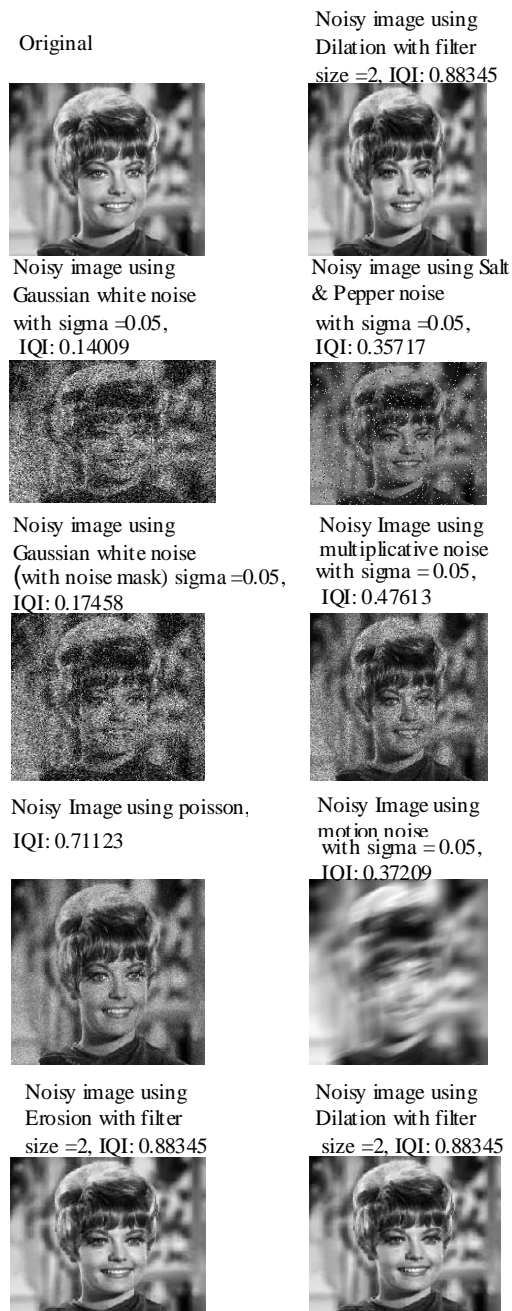 Original
Noisy image using
Dilation with filter
size =2, IQI: 0.88345
Noisy image using
Gaussian white noise
with sigma =0.05,
IQI: 0.14009
Noisy image using Salt
& Pepper noise
with sigma =0.05,
IQI: 0.35717
Noisy image using
Gaussian white noise
(with noise mask) sigma =0.05,
IQI: 0.17458
Noisy Image using
multiplicative noise
with sigma = 0.05,
IQI: 0.47613
Noisy Image using poisson,
IQI: 0.71123
Noisy Image using
motion noise
with sigma = 0.05,
IQI: 0.37209
Noisy image using
Erosion with filter
size =2, IQI: 0.88345
Noisy image using
Dilation with filter
size =2, IQI: 0.88345